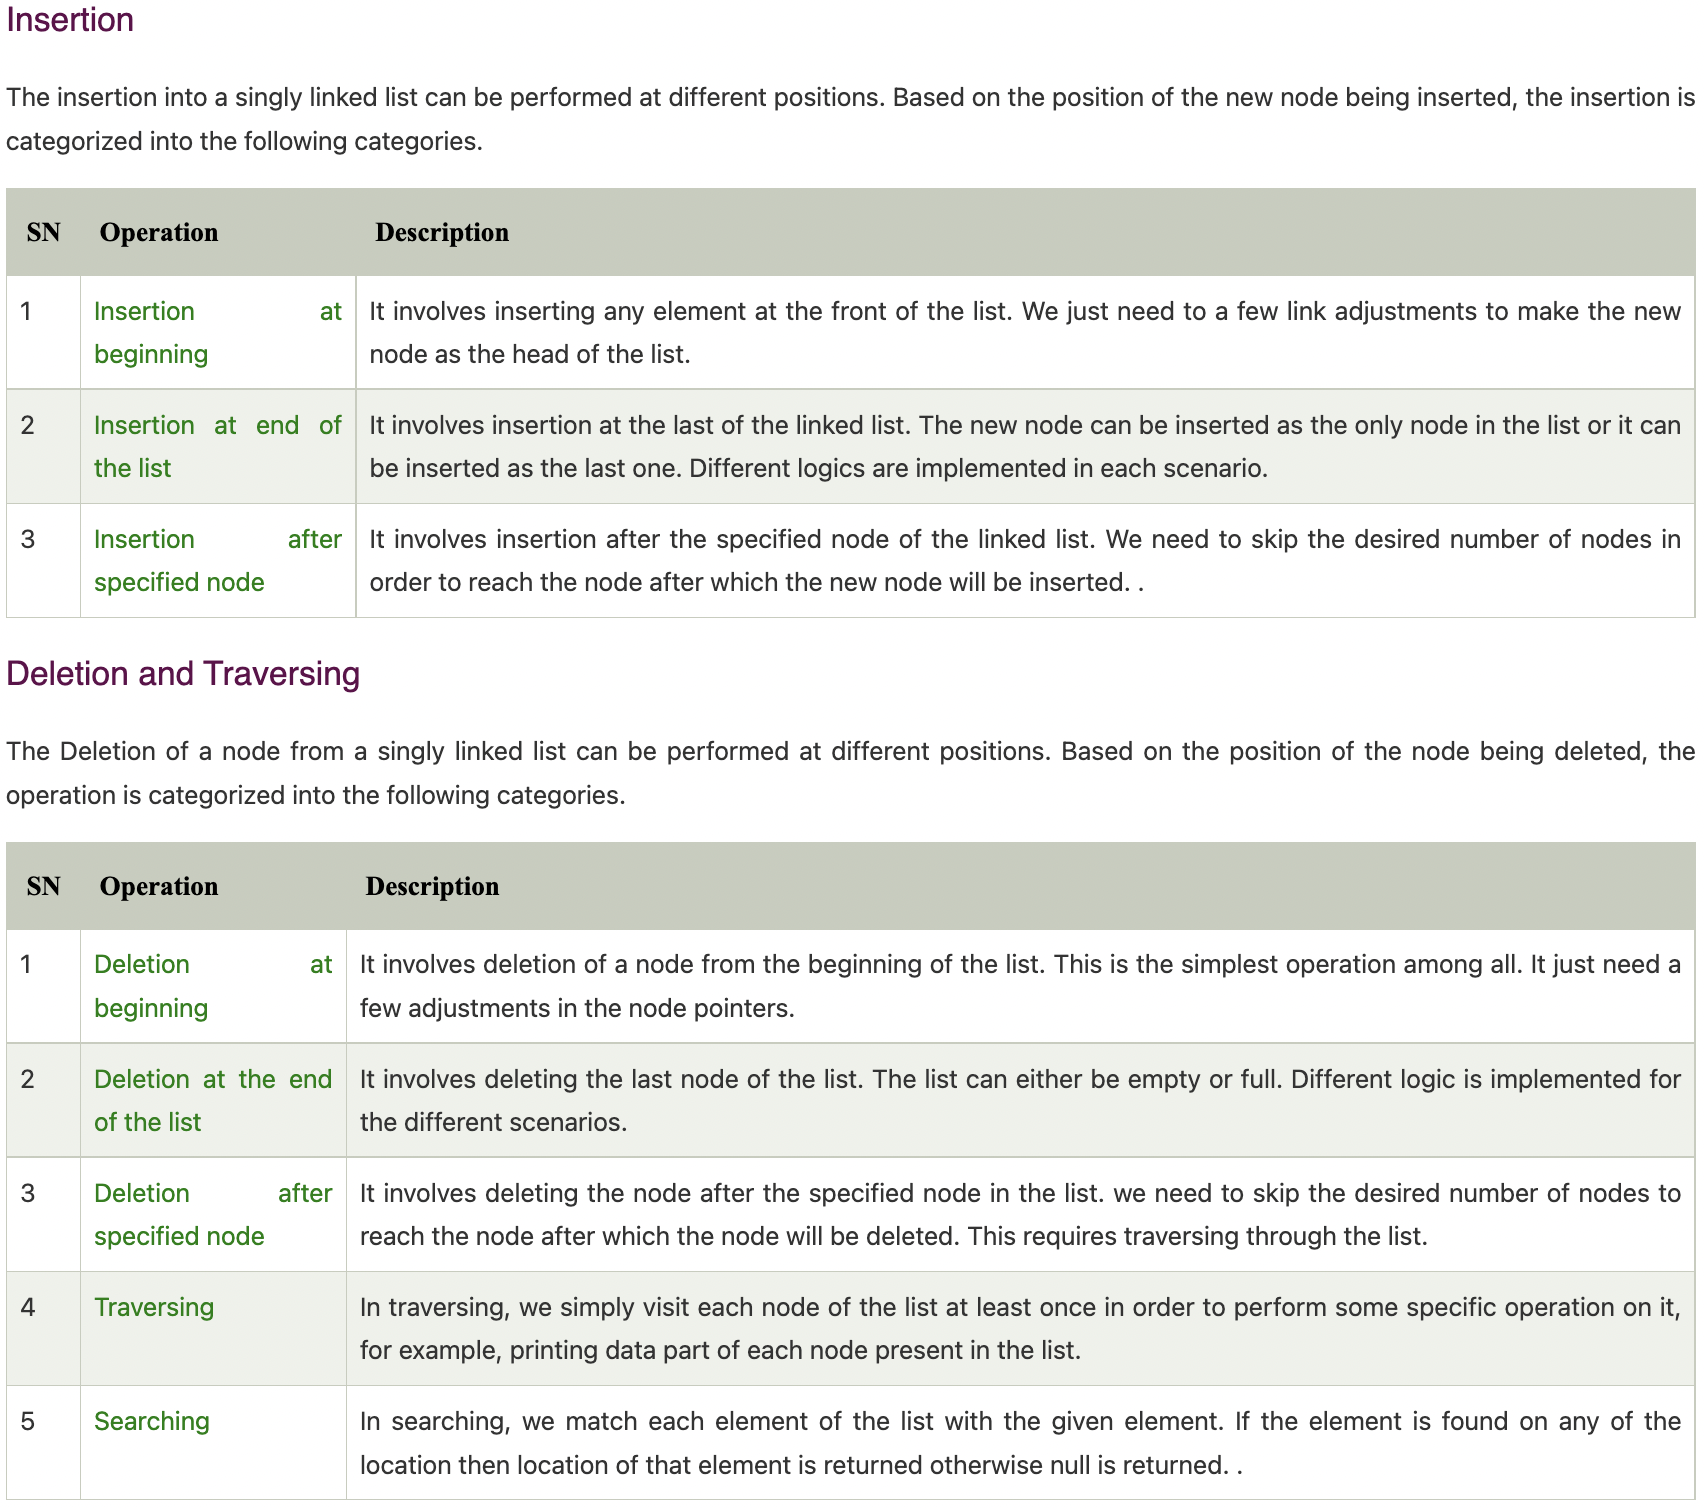 Insertion
The insertion into a singly linked list can be performed at different positions. Based on the position of the new node being inserted, the insertion is
categorized into the following categories.
SN Operation Description
1 Insertion at beginning It involves inserting any element at the front of the list. We just need to a few link adjustments to make the new
node as the head of the list.
2 Insertion at end of the list It involves insertion at the last of the linked list. The new node can be inserted as the only node in the list or it can
be inserted as the last one. Different logics are implemented in each scenario.
3 Insertion after specified node It involves insertion after the specified node of the linked list. We need to skip the desired number of nodes in
order to reach the node after which the new node will be inserted. .
Deletion and Traversing
The Deletion of a node from a singly linked list can be performed at different positions. Based on the position of the node being deleted, the
operation is categorized into the following categories.
SN Operation Description
1 Deletion at beginning It involves deletion of a node from the beginning of the list. This is the simplest operation among all. It just need a
few adjustments in the node pointers.
2 Deletion at the end of the list It involves deleting the last node of the list. The list can either be empty or full. Different logic is implemented for
the different scenarios.
3 Deletion after specified node It involves deleting the node after the specified node in the list. we need to skip the desired number of nodes to
reach the node after which the node will be deleted. This requires traversing through the list.
4 Traversing In traversing, we simply visit each node of the list at least once in order to perform some specific operation on it,
for example, printing data part of each node present in the list.
5 Searching In searching, we match each element of the list with the given element. If the element is found on any of the
location then location of that element is returned otherwise null is returned. .